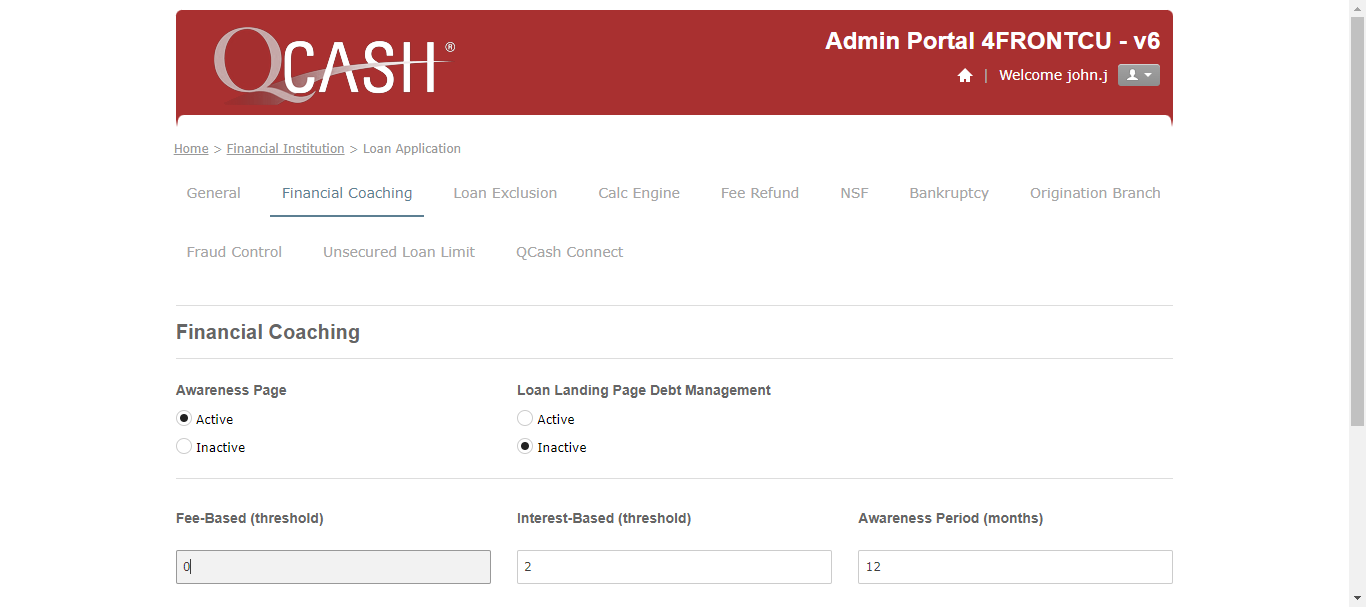 QCASH®
Admin Portal 4FRONTCU - v6
| Welcome john.j
Home > Financial Institution > Loan Application
General Financial Coaching Loan Exclusion Calc Engine Fee Refund NSF Bankruptcy Origination Branch
Fraud Control Unsecured Loan Limit QCash Connect
Financial Coaching
Awareness Page Loan Landing Page Debt Management
Active Active
Inactive Inactive
Fee-Based (threshold) Interest-Based (threshold) Awareness Period (months)
0 2 12